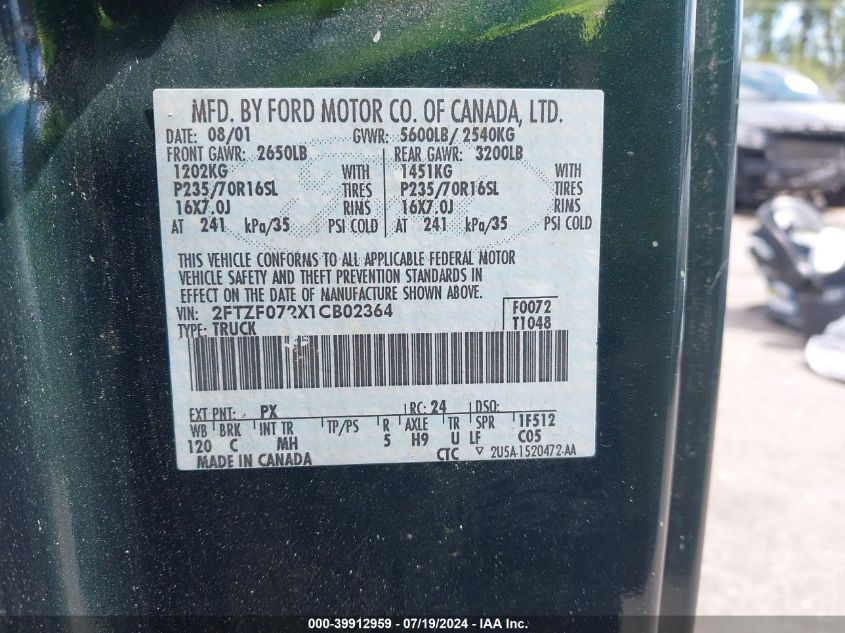 MFD. BY FORD MOTOR CO. OF CANADA, LTD.
DATE: 08/01 GVWR: 5600LB/ 2540KG
FRONT GAWR: 2650LB REAR GAWR: 3200LB
1202KG WITH 1451KG WITH
P235/70R16SL TIRES P235/70R16SL TIRES
16X7.0J RIMS 16X7.0J RIMS
AT 241 kPa/35 PSI COLD AT 241 kPa/35 PSI COLD
THIS VEHICLE CONFORMS TO ALL APPLICABLE FEDERAL MOTOR
VEHICLE SAFETY AND THEFT PREVENTION STANDARDS IN
EFFECT ON THE DATE OF MANUFACTURE SHOWN ABOVE.
VIN: 2FTZF072X1CB02364 F0072
TYPE: TRUCK T1048
EXT PNT: PX RC: 24 DSO:
WB BRK INT TR TP/PS R AXLE TR SPR 1F512
120 C MH 5 H9 U LF C05
MADE IN CANADA CTC 2U5A-1520472-AA
000-39912959 - 07/19/2024 - IAA Inc.